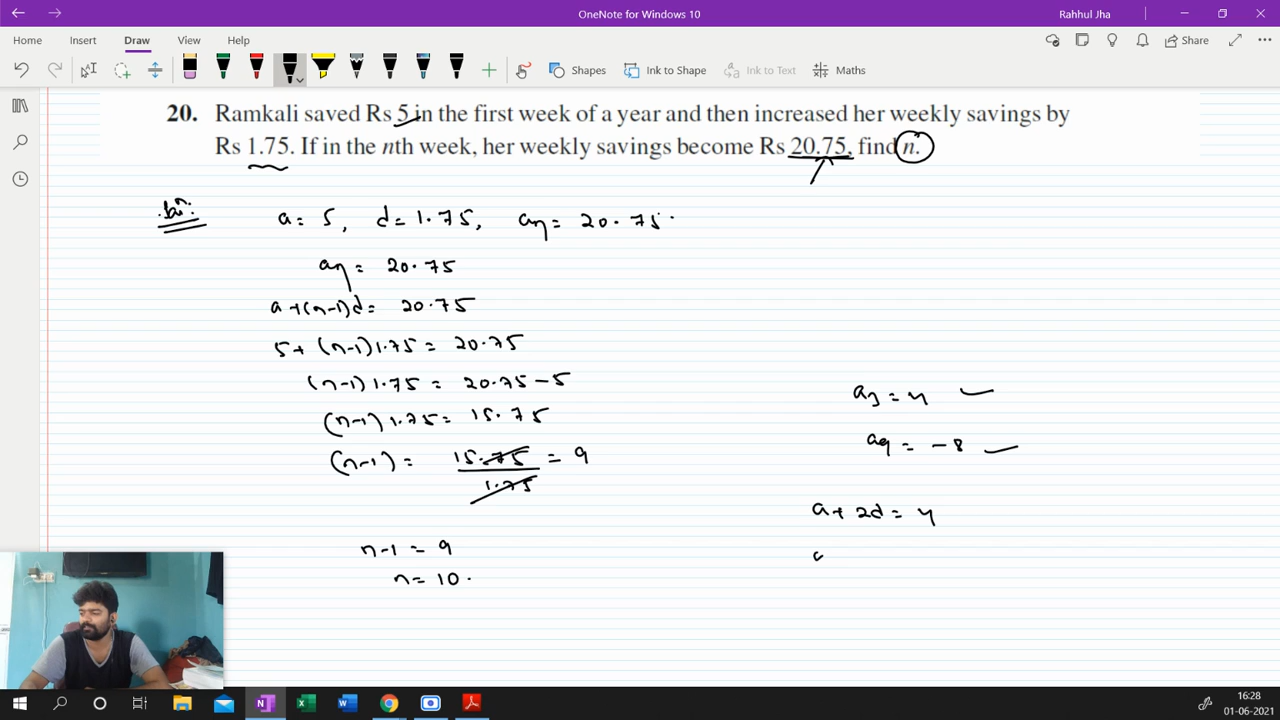 OneNote for Windows 10
Rahhul Jha
Home Insert Draw View Help
Share
Shapes Ink to Shape Ink to Text Maths
20. Ramkali saved Rs 5 in the first week of a year and then increased her weekly savings by
Rs 1.75. If in the nth week, her weekly savings become Rs 20.75, find n.
Solⁿ:
a = 5, d = 1.75, an = 20.75.
an = 20.75
a+(n-1)d = 20.75
5+(n-1)1.75 = 20.75
(n-1)1.75 = 20.75-5
(n-1)1.75 = 15.75
(n-1) = 15.75 = 9
1.75
n-1 = 9
n = 10.
a3 = 4
a9 = -8
a+2d = 4
16:28
01-06-2021